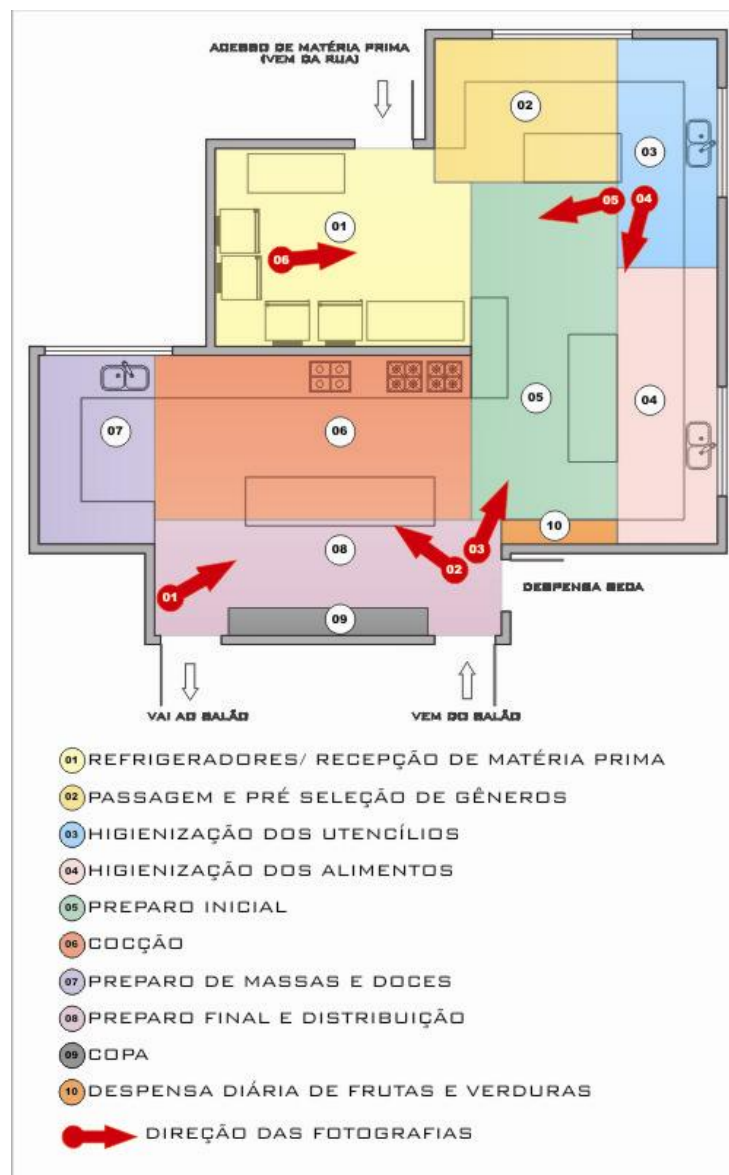 ACESSO DE MATÉRIA PRIMA
(VEM DA RUA)
02
03
05
04
01
06
04
05
07
06
10
08
03
02
01
DESPENSA SECA
09
VAI AO SALÃO
VEM DO SALÃO
01 REFRIGERADORES/ RECEPÇÃO DE MATÉRIA PRIMA
02 PASSAGEM E PRÉ SELEÇÃO DE GÊNEROS
03 HIGIENIZAÇÃO DOS UTENCÍLIOS
04 HIGIENIZAÇÃO DOS ALIMENTOS
05 PREPARO INICIAL
06 COCÇÃO
07 PREPARO DE MASSAS E DOCES
08 PREPARO FINAL E DISTRIBUIÇÃO
09 COPA
10 DESPENSA DIÁRIA DE FRUTAS E VERDURAS
DIREÇÃO DAS FOTOGRAFIAS